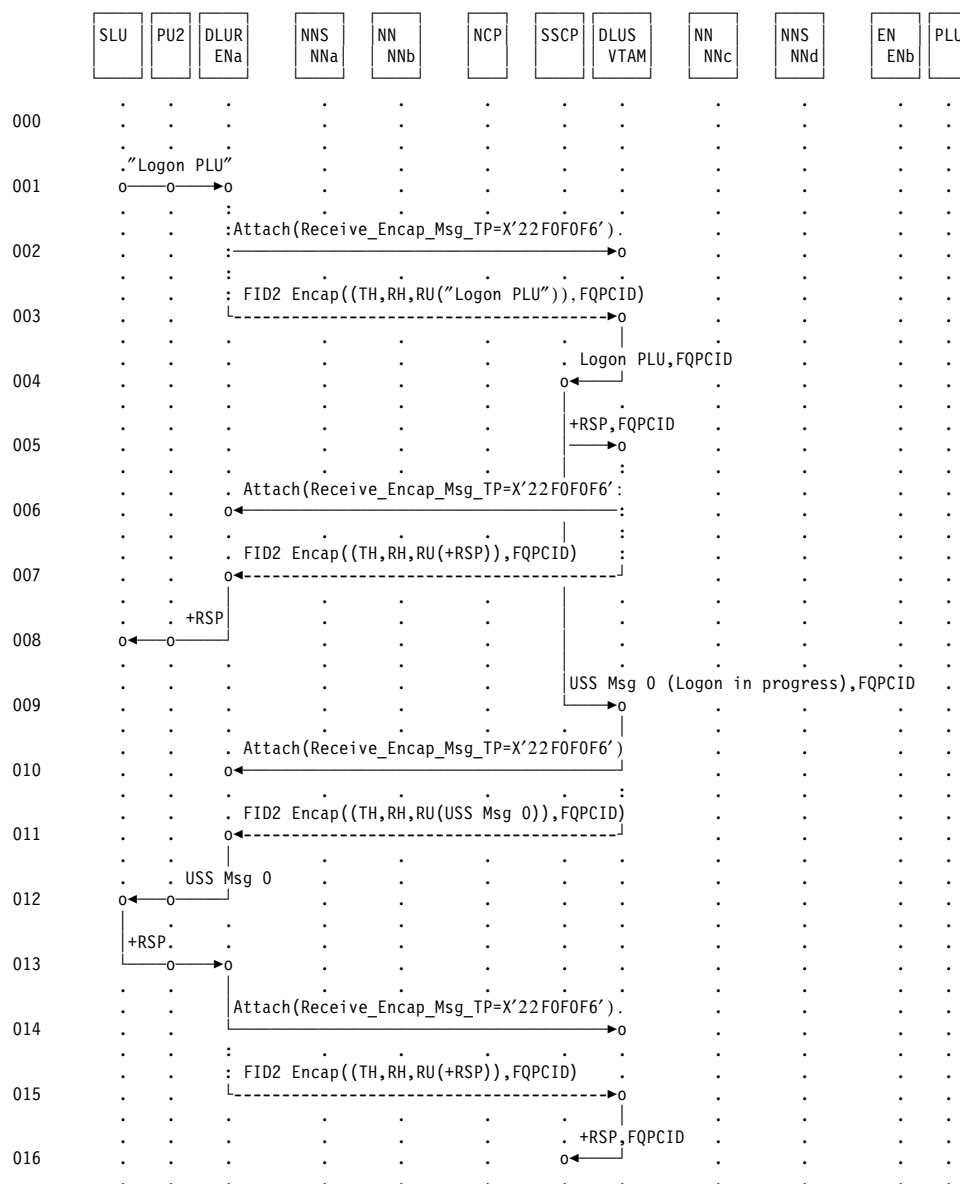 SLU PU2 DLUR NNS NN NCP SSCP DLUS NN NNS EN PLU
ENa NNa NNb VTAM NNc NNd ENb
000
"Logon PLU"
001
Attach(Receive_Encap_Msg_TP=X'22F0F0F6').
002
FID2 Encap((TH,RH,RU("Logon PLU")),FQPCID)
003
Logon PLU,FQPCID
004
+RSP,FQPCID
005
Attach(Receive_Encap_Msg_TP=X'22F0F0F6'
006
FID2 Encap((TH,RH,RU(+RSP)),FQPCID)
007
+RSP
008
USS Msg 0 (Logon in progress),FQPCID
009
Attach(Receive_Encap_Msg_TP=X'22F0F0F6')
010
FID2 Encap((TH,RH,RU(USS Msg 0)),FQPCID)
011
USS Msg 0
012
+RSP
013
Attach(Receive_Encap_Msg_TP=X'22F0F0F6').
014
FID2 Encap((TH,RH,RU(+RSP)),FQPCID)
015
+RSP,FQPCID
016